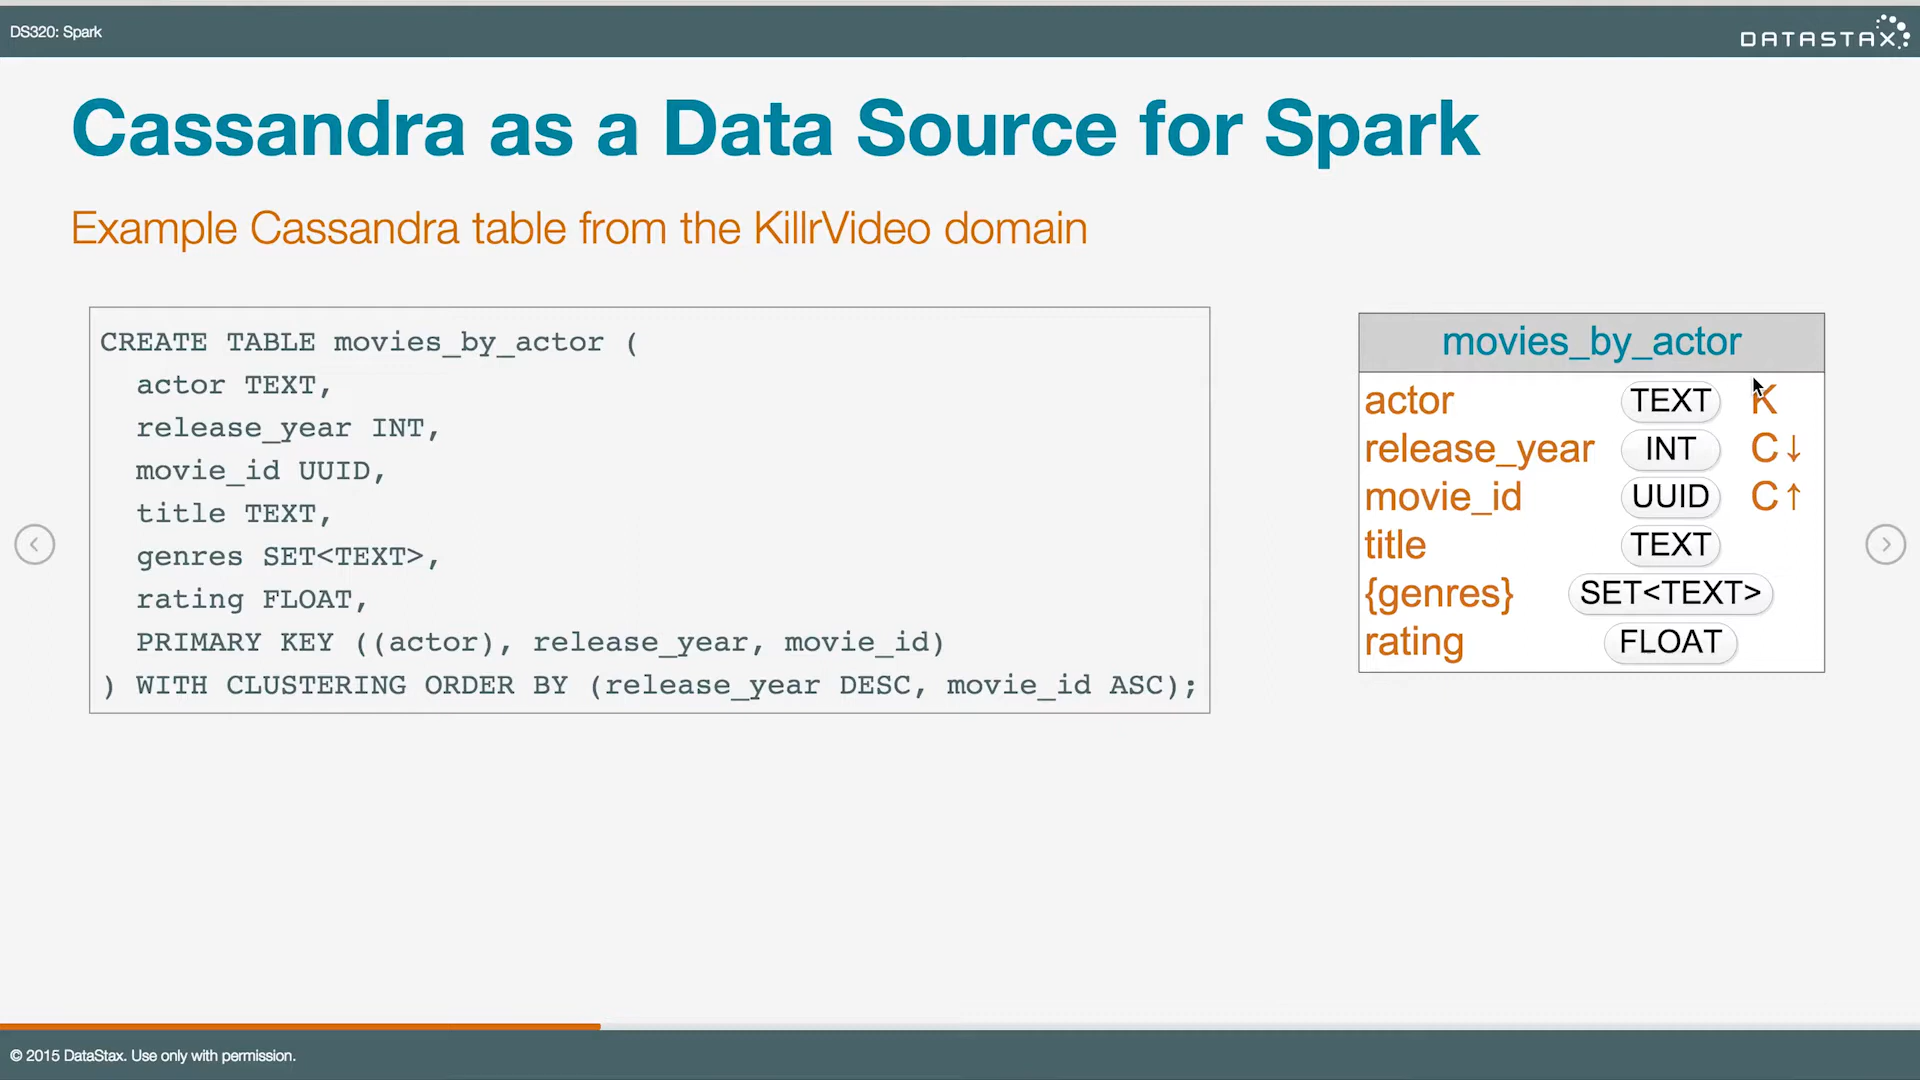 DS320: Spark
DATASTAX
Cassandra as a Data Source for Spark
Example Cassandra table from the KillrVideo domain
CREATE TABLE movies_by_actor (
actor TEXT,
release_year INT,
movie_id UUID,
title TEXT,
genres SET<TEXT>,
rating FLOAT,
PRIMARY KEY ((actor), release_year, movie_id)
) WITH CLUSTERING ORDER BY (release_year DESC, movie_id ASC);
movies_by_actor
actor TEXT K
release_year INT C↓
movie_id UUID C↑
title TEXT
{genres} SET<TEXT>
rating FLOAT
© 2015 DataStax. Use only with permission.